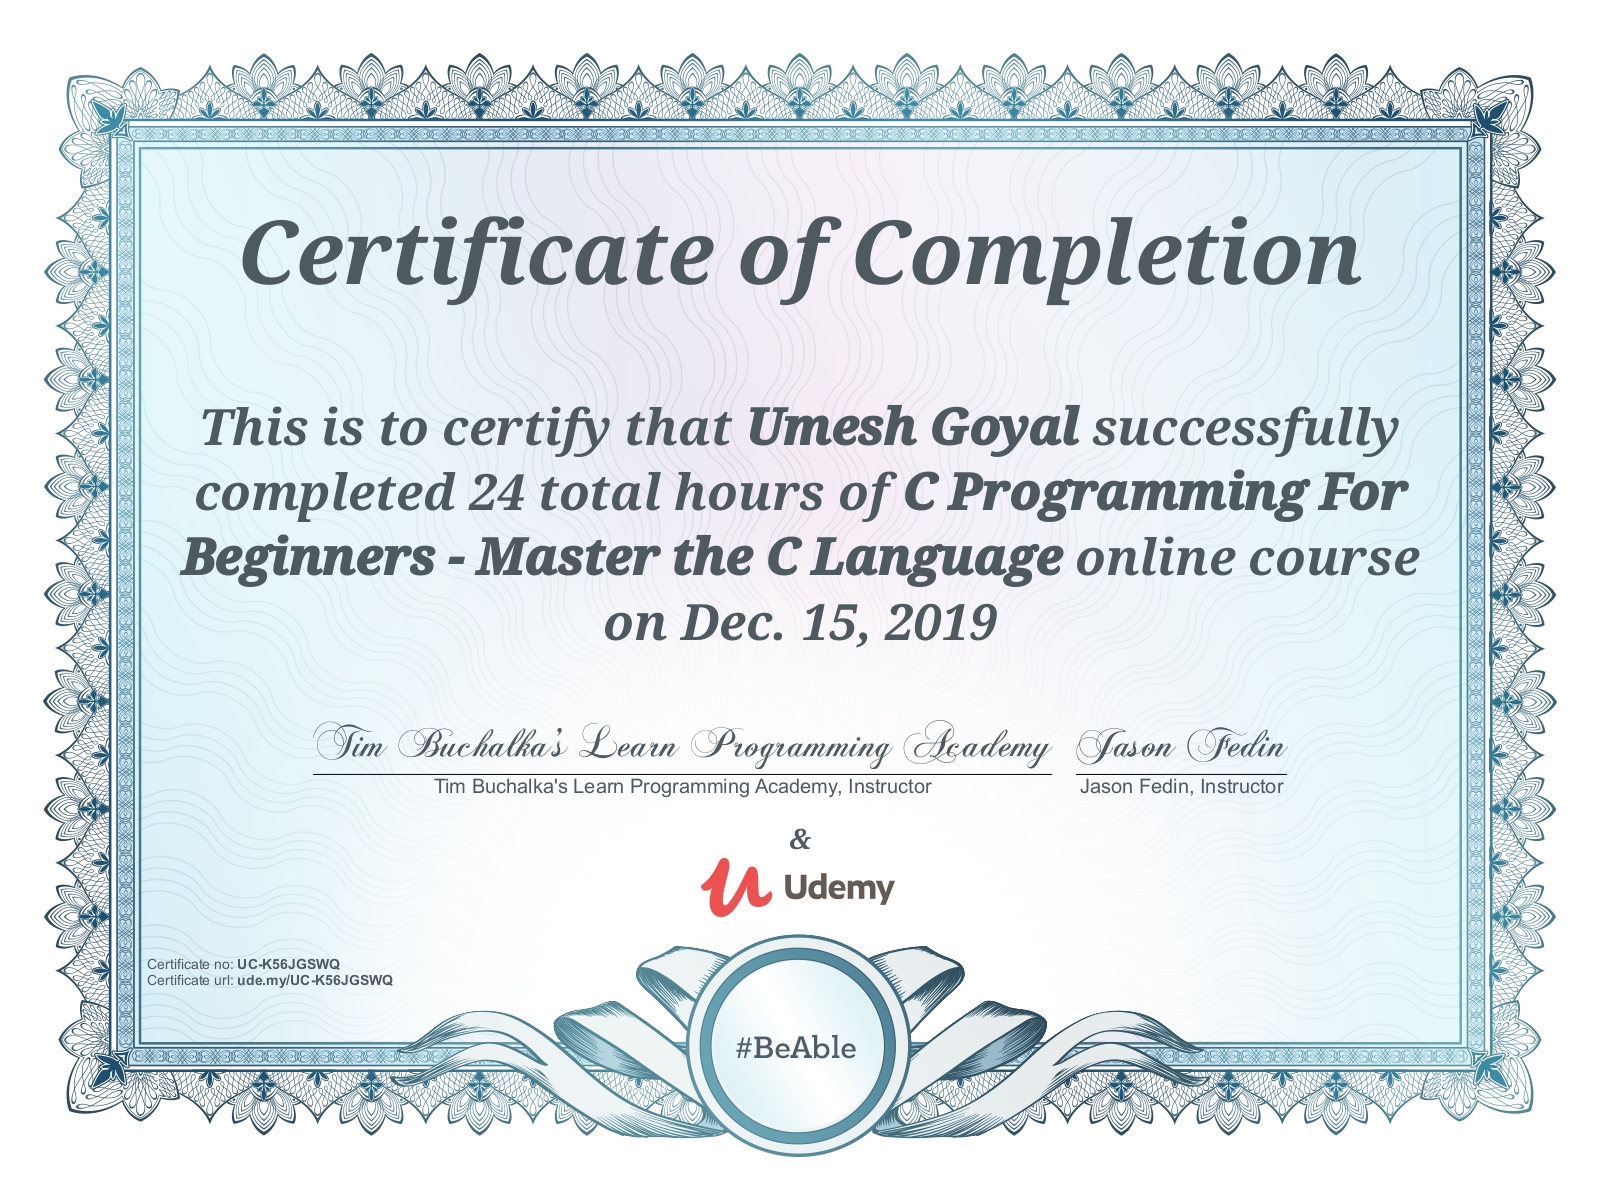 Certificate of Completion
This is to certify that Umesh Goyal successfully
completed 24 total hours of C Programming For
Beginners - Master the C Language online course
on Dec. 15, 2019
Tim Buchalka's Learn Programming Academy Jason Fedin
Tim Buchalka's Learn Programming Academy, Instructor Jason Fedin, Instructor
&
Udemy
Certificate no: UC-K56JGSWQ
Certificate url: ude.my/UC-K56JGSWQ
#BeAble